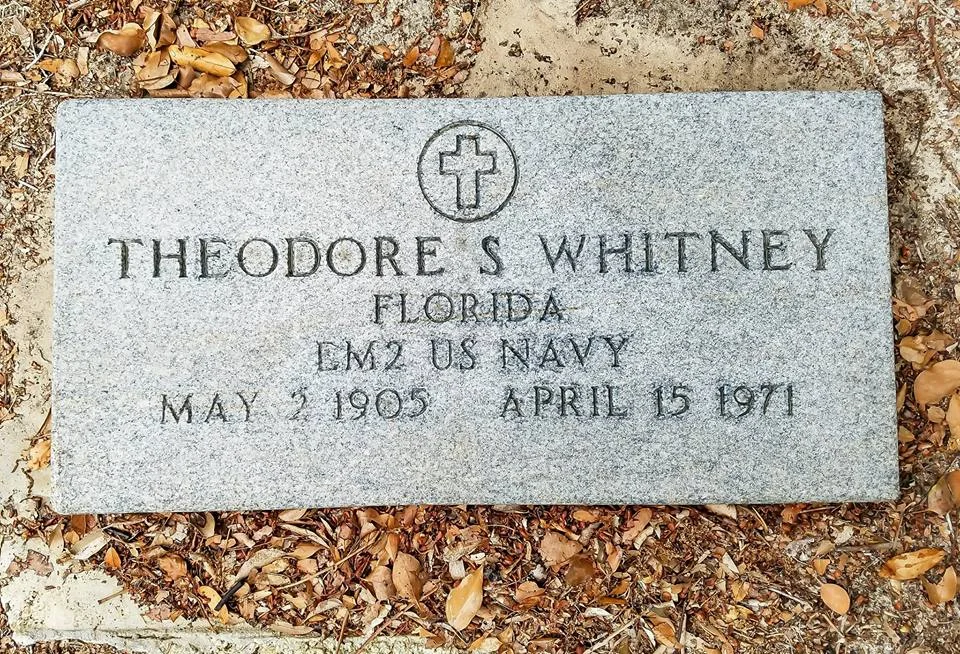 THEODORE S WHITNEY
FLORIDA
EM2 US NAVY
MAY 2 1905 APRIL 15 1971